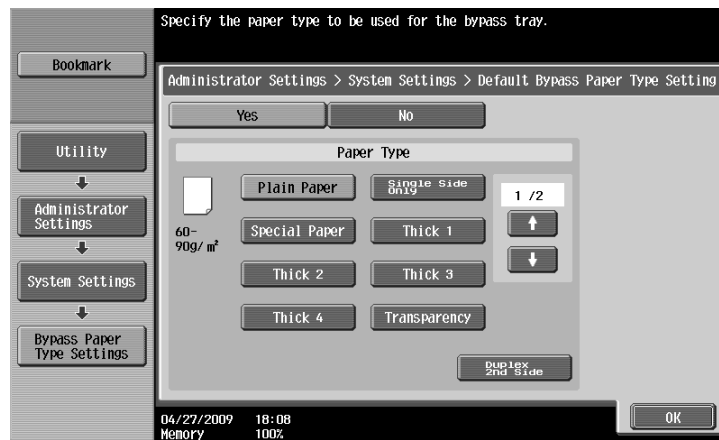 Specify the paper type to be used for the bypass tray.
Bookmark
Administrator Settings > System Settings > Default Bypass Paper Type Setting
Yes
No
Utility
Paper Type
Plain Paper
Single Side
Only
1 /2
Administrator
Settings
60-
90g/㎡
Special Paper
Thick 1
System Settings
Thick 2
Thick 3
Thick 4
Transparency
Bypass Paper
Type Settings
Duplex
2nd Side
04/27/2009 18:08
Memory 100%
OK